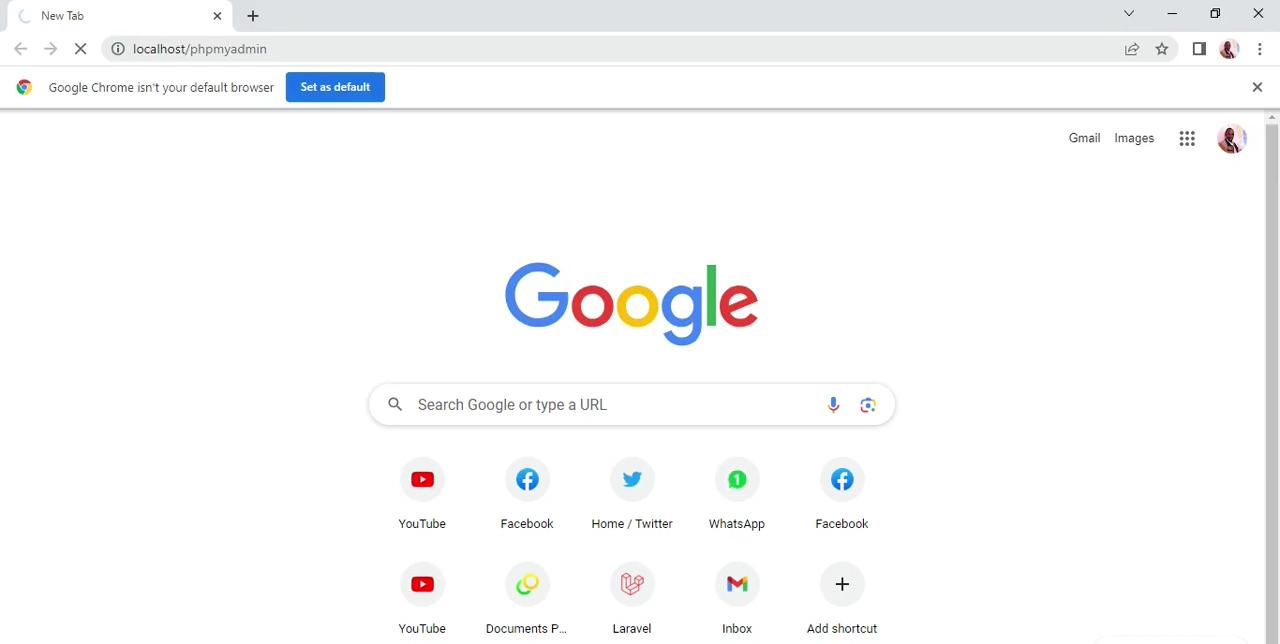 New Tab
localhost/phpmyadmin
Google Chrome isn't your default browser Set as default
Gmail Images
Google
Search Google or type a URL
1
YouTube Facebook Home / Twitter WhatsApp Facebook
YouTube Documents P... Laravel Inbox Add shortcut